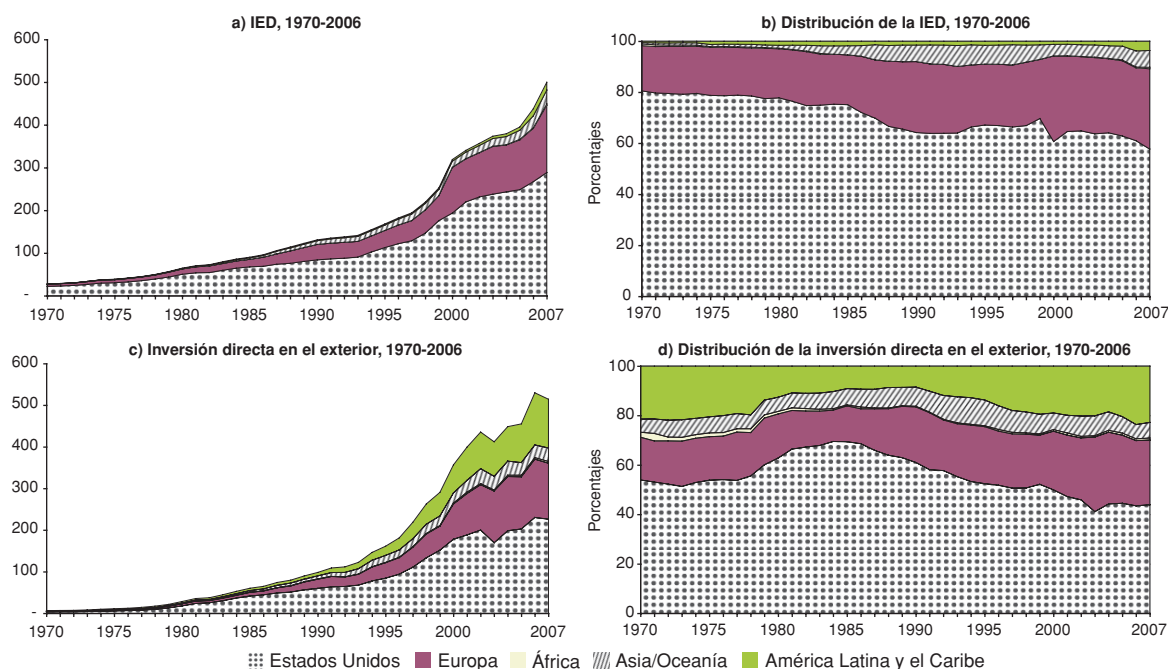 a) IED, 1970-2006
600
500
400
300
200
100
-
1970 1975 1980 1985 1990 1995 2000 2007
b) Distribución de la IED, 1970-2006
Porcentajes
100
80
60
40
20
0
1970 1975 1980 1985 1990 1995 2000 2007
c) Inversión directa en el exterior, 1970-2006
600
500
400
300
200
100
-
1970 1975 1980 1985 1990 1995 2000 2007
d) Distribución de la inversión directa en el exterior, 1970-2006
Porcentajes
100
80
60
40
20
0
1970 1975 1980 1985 1990 1995 2000 2007
Estados Unidos Europa África Asia/Oceanía América Latina y el Caribe